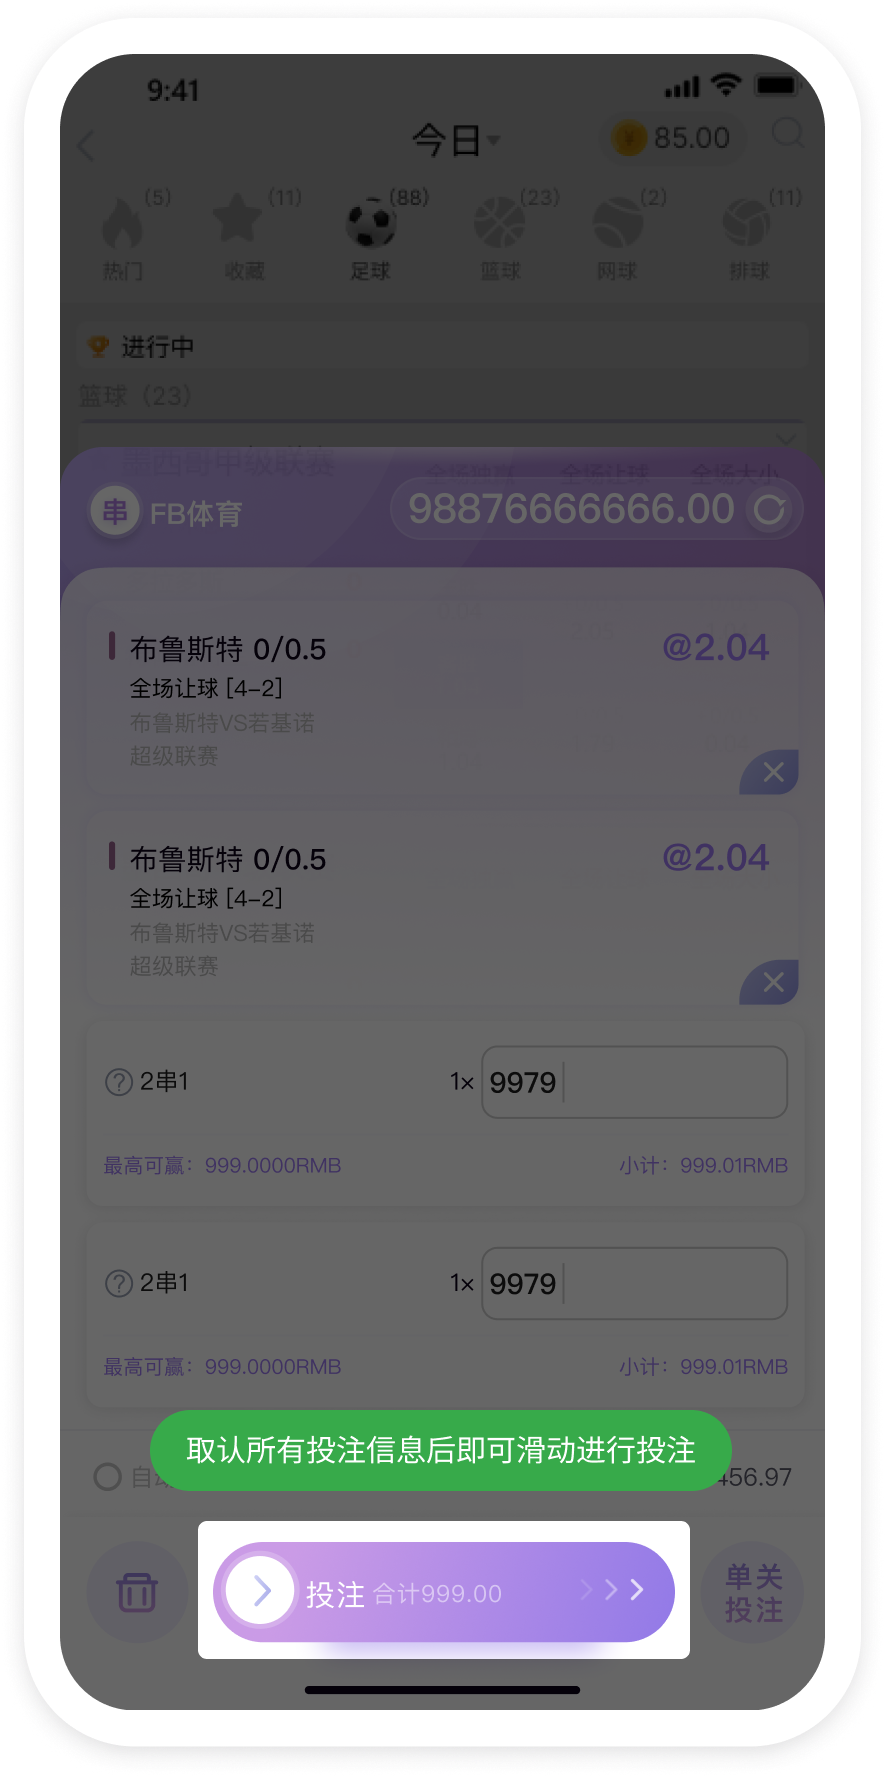 9:41
今日
85.00
(5) (11) (88) (23) (2) (11)
热门 收藏 足球 篮球 网球 排球
进行中
篮球（23）
墨西哥甲级联赛
全场独赢 全场让球 全场大小
串 FB体育 98876666666.00
布鲁斯特 0/0.5 @2.04
全场让球 [4-2]
布鲁斯特VS若基诺
超级联赛
布鲁斯特 0/0.5 @2.04
全场让球 [4-2]
布鲁斯特VS若基诺
超级联赛
2串1 1× 9979
最高可赢：999.0000RMB 小计：999.01RMB
2串1 1× 9979
最高可赢：999.0000RMB 小计：999.01RMB
取认所有投注信息后即可滑动进行投注
自 456.97
投注 合计999.00
单关
投注